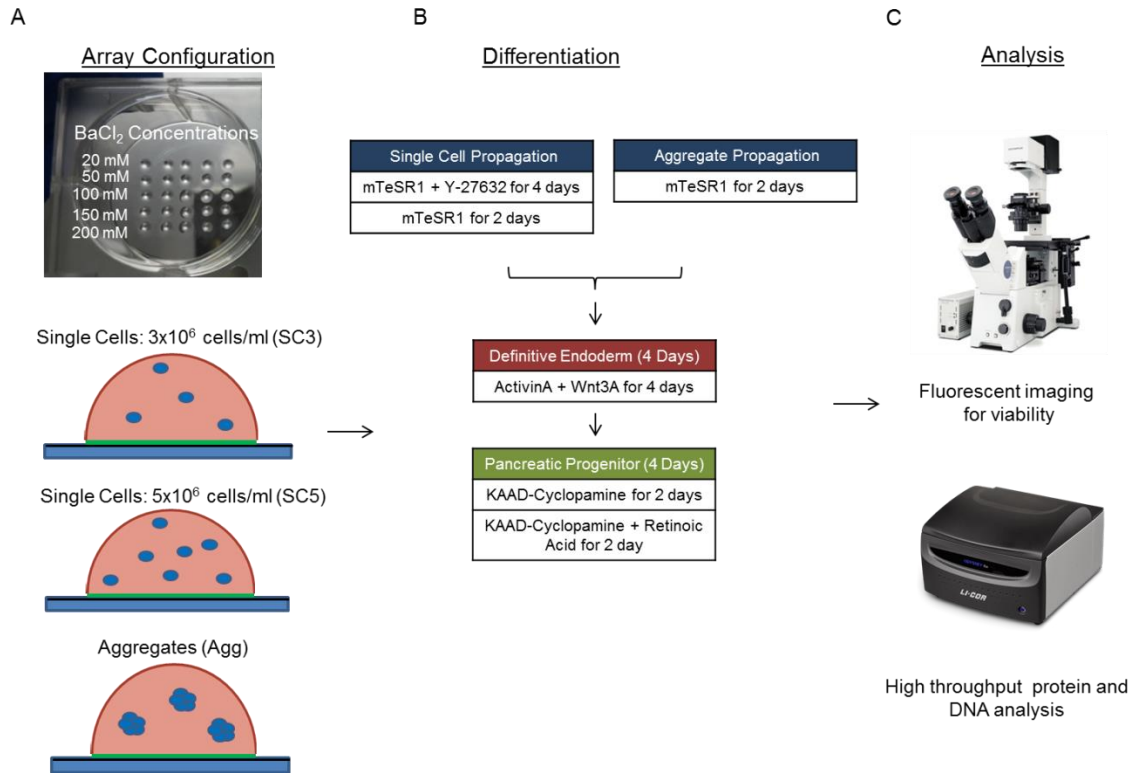 A
B
C
Array Configuration
Differentiation
Analysis
BaCl₂ Concentrations
20 mM
50 mM
100 mM
150 mM
200 mM
Single Cells: 3x10⁶ cells/ml (SC3)
Single Cells: 5x10⁶ cells/ml (SC5)
Aggregates (Agg)
Single Cell Propagation
mTeSR1 + Y-27632 for 4 days
mTeSR1 for 2 days
Aggregate Propagation
mTeSR1 for 2 days
Definitive Endoderm (4 Days)
ActivinA + Wnt3A for 4 days
Pancreatic Progenitor (4 Days)
KAAD-Cyclopamine for 2 days
KAAD-Cyclopamine + Retinoic
Acid for 2 day
Fluorescent imaging
for viability
LI-COR
High throughput protein and
DNA analysis